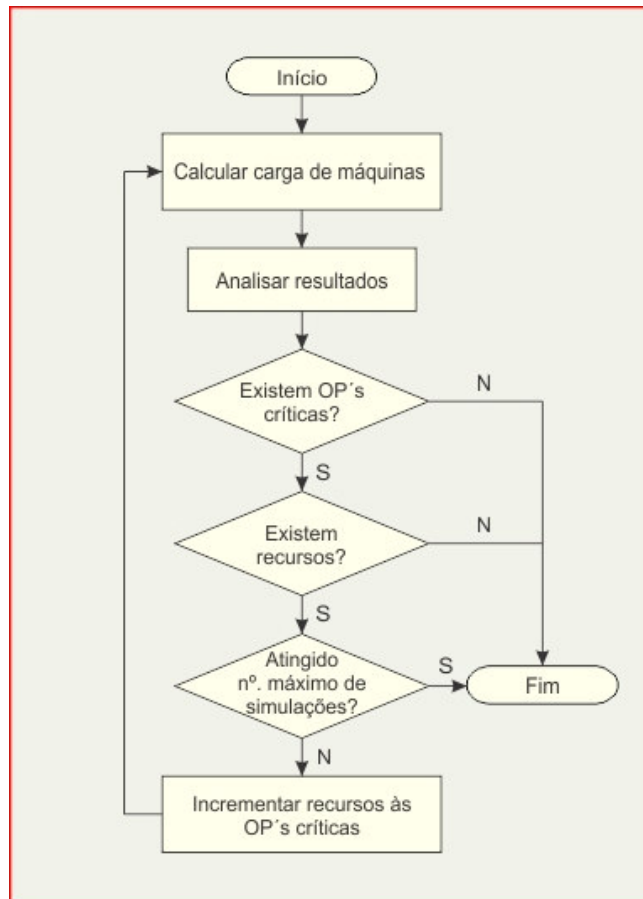 Início
Calcular carga de máquinas
Analisar resultados
Existem OP´s
críticas?
N
S
Existem
recursos?
N
S
Atingido
nº. máximo de
simulações?
S
Fim
N
Incrementar recursos às
OP´s críticas